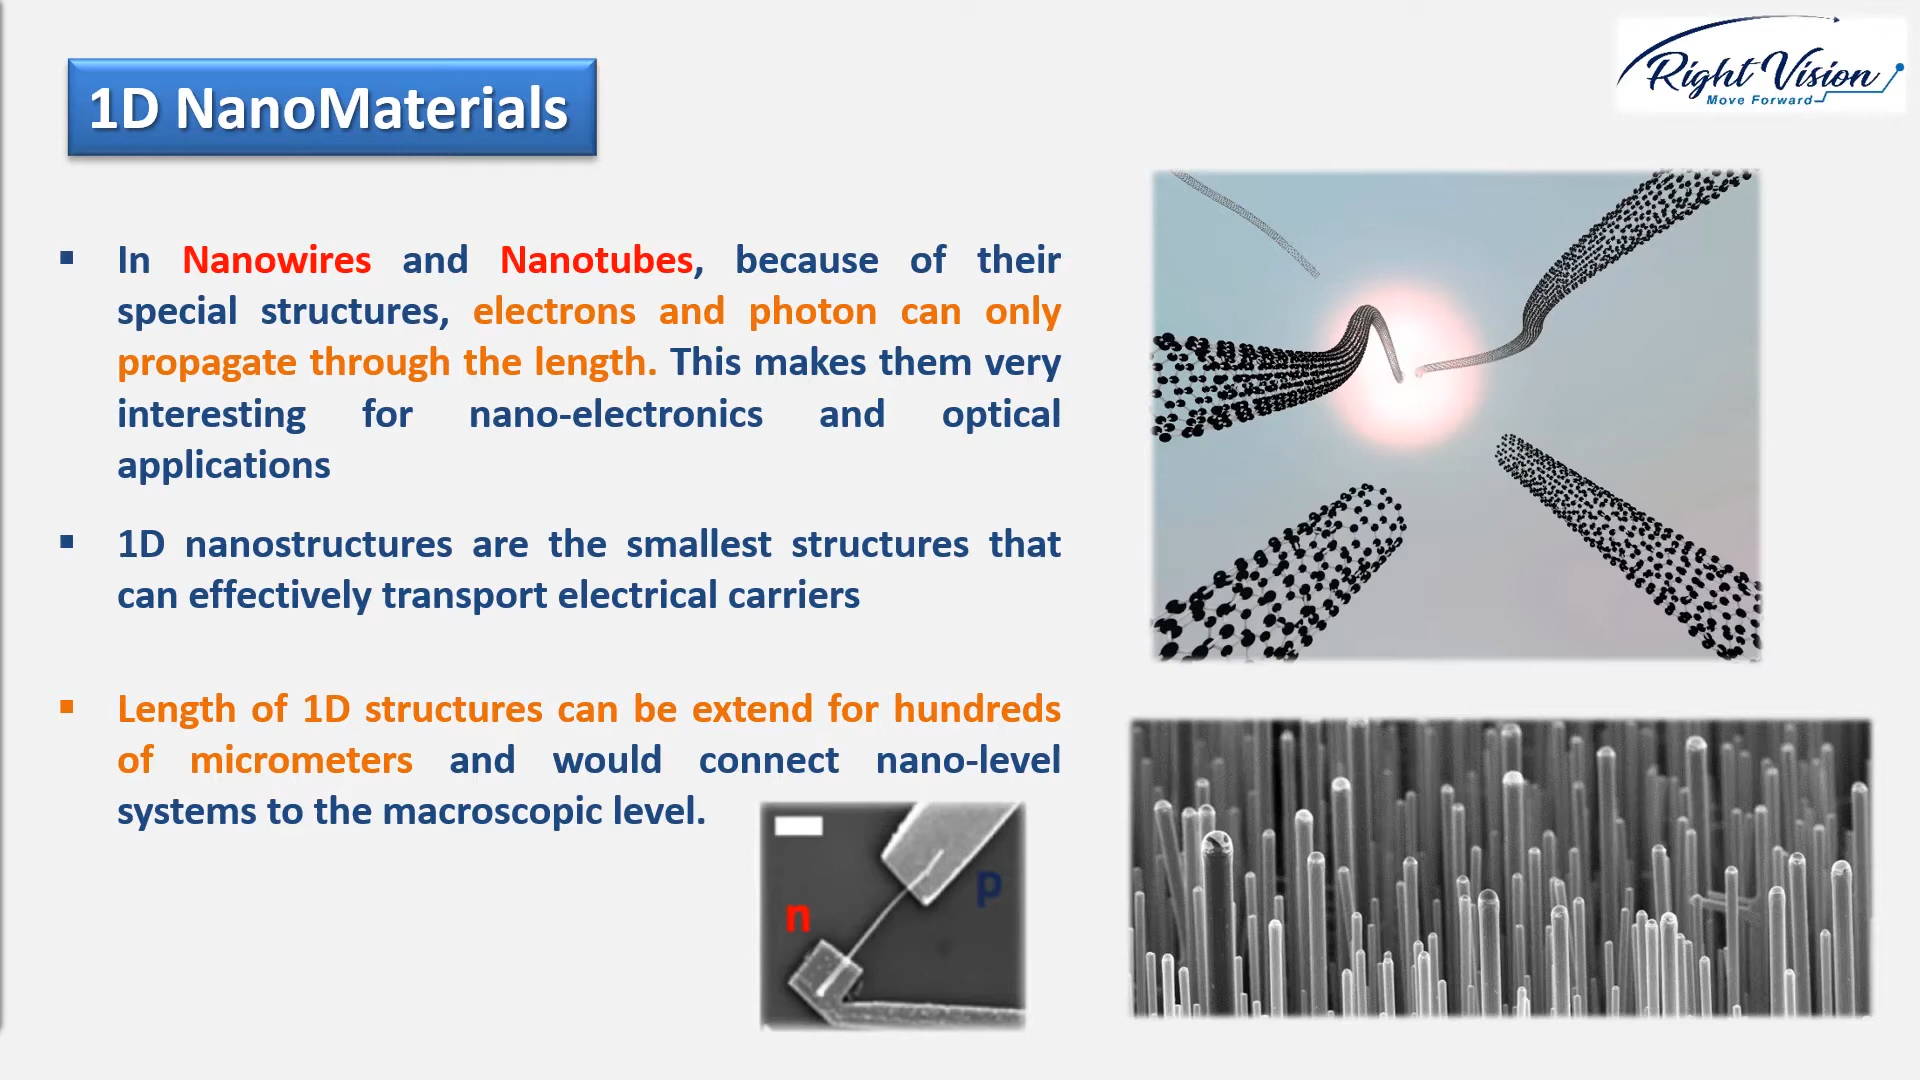 Right Vision
Move Forward
1D NanoMaterials
▪ In Nanowires and Nanotubes, because of their
special structures, electrons and photon can only
propagate through the length. This makes them very
interesting for nano-electronics and optical
applications
▪ 1D nanostructures are the smallest structures that
can effectively transport electrical carriers
▪ Length of 1D structures can be extend for hundreds
of micrometers and would connect nano-level
systems to the macroscopic level.
p
n